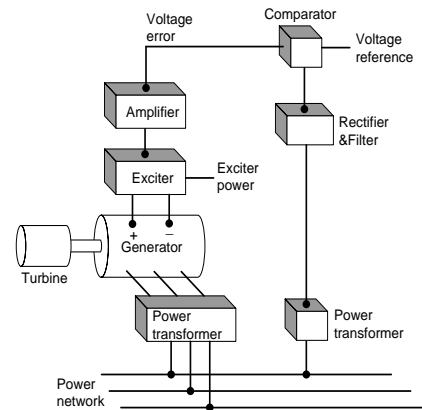 Comparator
Voltage
error
Voltage
reference
Amplifier
Rectifier
&Filter
Exciter
Exciter
power
+ –
Generator
Turbine
Power
transformer
Power
transformer
Power
network